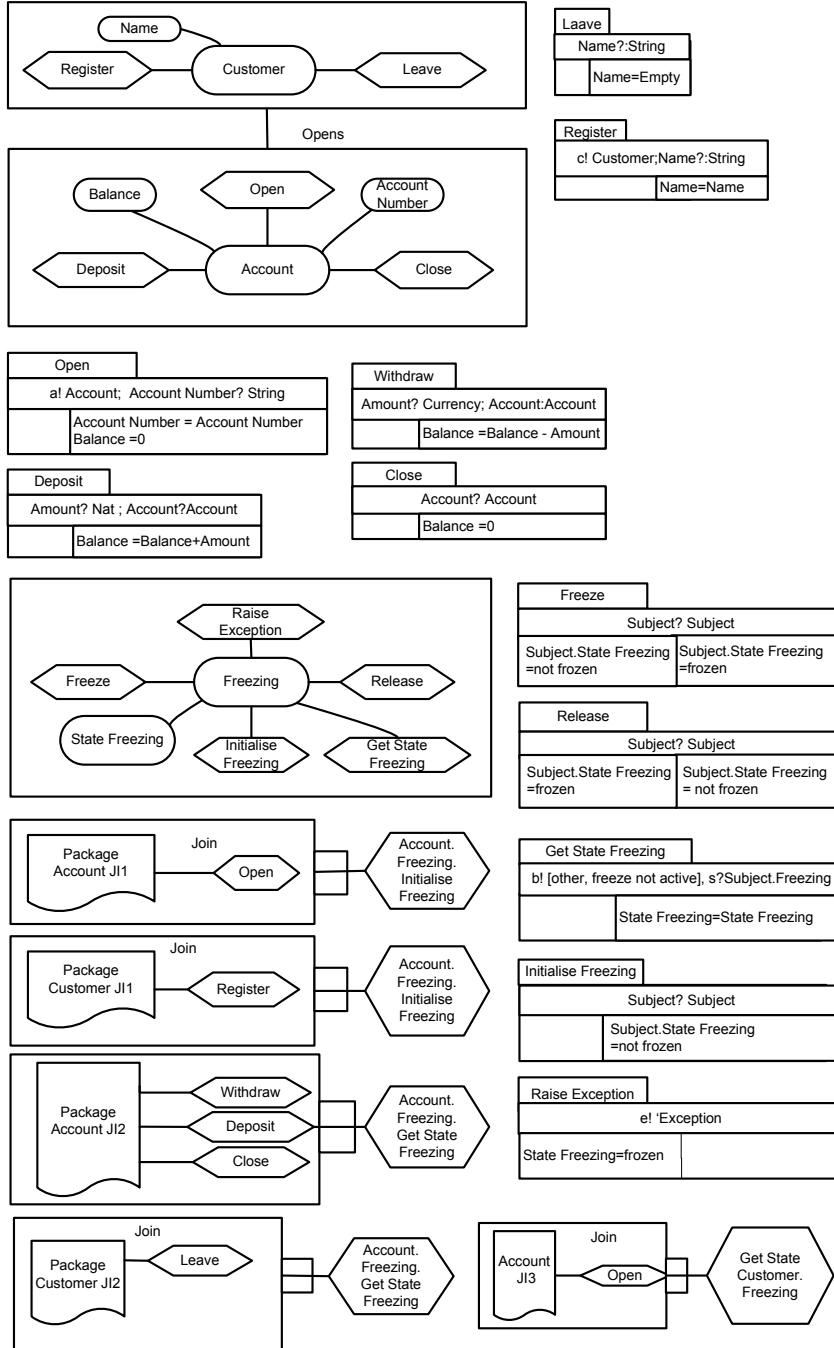 Name
Register
Customer
Leave
Laave
Name?:String
Name=Empty
Opens
Register
c! Customer;Name?:String
Name=Name
Balance
Open
Account
Number
Deposit
Account
Close
Open
a! Account;  Account Number? String
Account Number = Account Number
Balance =0
Withdraw
Amount? Currency; Account:Account
Balance =Balance - Amount
Deposit
Amount? Nat ; Account?Account
Balance =Balance+Amount
Close
Account? Account
Balance =0
Raise
Exception
Freeze
Freezing
Release
State Freezing
Initialise
Freezing
Get State
Freezing
Freeze
Subject? Subject
Subject.State Freezing
=not frozen
Subject.State Freezing
=frozen
Release
Subject? Subject
Subject.State Freezing
=frozen
Subject.State Freezing
= not frozen
Package
Account JI1
Join
Open
Account.
Freezing.
Initialise
Freezing
Get State Freezing
b! [other, freeze not active], s?Subject.Freezing
State Freezing=State Freezing
Package
Customer JI1
Join
Register
Account.
Freezing.
Initialise
Freezing
Initialise Freezing
Subject? Subject
Subject.State Freezing
=not frozen
Package
Account JI2
Withdraw
Deposit
Close
Account.
Freezing.
Get State
Freezing
Raise Exception
e! ‘Exception
State Freezing=frozen
Join
Package
Customer JI2
Leave
Account.
Freezing.
Get State
Freezing
Join
Account
JI3
Open
Get State
Customer.
Freezing